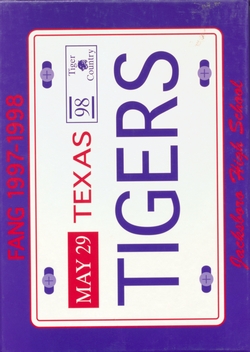 FANG 1997-1998
MAY 29 TEXAS 98
Tiger
Country
TIGERS
Jacksboro High School